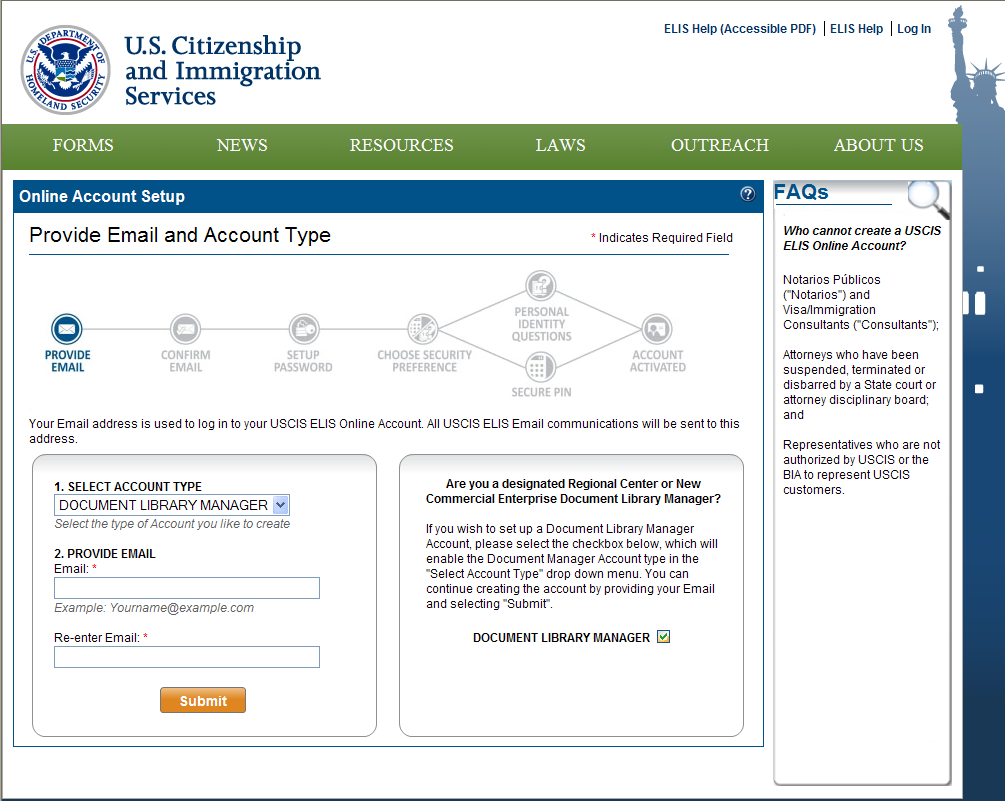 ELIS Help (Accessible PDF) ELIS Help Log In
U.S. DEPARTMENT OF
HOMELAND SECURITY
U.S. Citizenship
and Immigration
Services
FORMS NEWS RESOURCES LAWS OUTREACH ABOUT US
Online Account Setup ?
Provide Email and Account Type
* Indicates Required Field
PROVIDE
EMAIL
CONFIRM
EMAIL
SETUP
PASSWORD
CHOOSE SECURITY
PREFERENCE
PERSONAL
IDENTITY
QUESTIONS
SECURE PIN
ACCOUNT
ACTIVATED
Your Email address is used to log in to your USCIS ELIS Online Account. All USCIS ELIS Email communications will be sent to this
address.
1. SELECT ACCOUNT TYPE
DOCUMENT LIBRARY MANAGER
Select the type of Account you like to create
2. PROVIDE EMAIL
Email: *
Example: Yourname@example.com
Re-enter Email: *
Submit
Are you a designated Regional Center or New
Commercial Enterprise Document Library Manager?
If you wish to set up a Document Library Manager
Account, please select the checkbox below, which will
enable the Document Manager Account type in the
"Select Account Type" drop down menu. You can
continue creating the account by providing your Email
and selecting "Submit".
DOCUMENT LIBRARY MANAGER
FAQs
Who cannot create a USCIS
ELIS Online Account?
Notarios Públicos
("Notarios") and
Visa/Immigration
Consultants ("Consultants");
Attorneys who have been
suspended, terminated or
disbarred by a State court or
attorney disciplinary board;
and
Representatives who are not
authorized by USCIS or the
BIA to represent USCIS
customers.